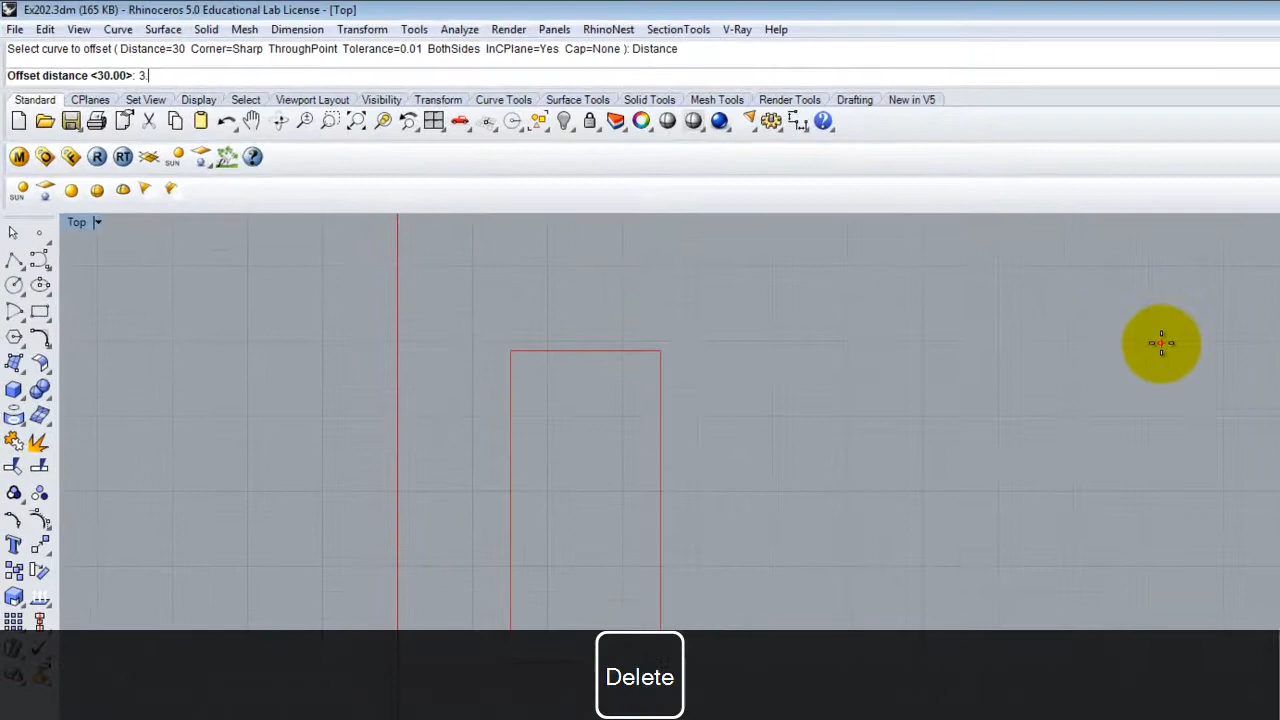 Ex202.3dm (165 KB) - Rhinoceros 5.0 Educational Lab License - [Top]
File Edit View Curve Surface Solid Mesh Dimension Transform Tools Analyze Render Panels RhinoNest SectionTools V-Ray Help
Select curve to offset ( Distance=30 Corner=Sharp ThroughPoint Tolerance=0.01 BothSides InCPlane=Yes Cap=None ): Distance
Offset distance <30.00>: 3.
Standard CPlanes Set View Display Select Viewport Layout Visibility Transform Curve Tools Surface Tools Solid Tools Mesh Tools Render Tools Drafting New in V5
M R RT SUN ?
SUN
Top
T
Delete